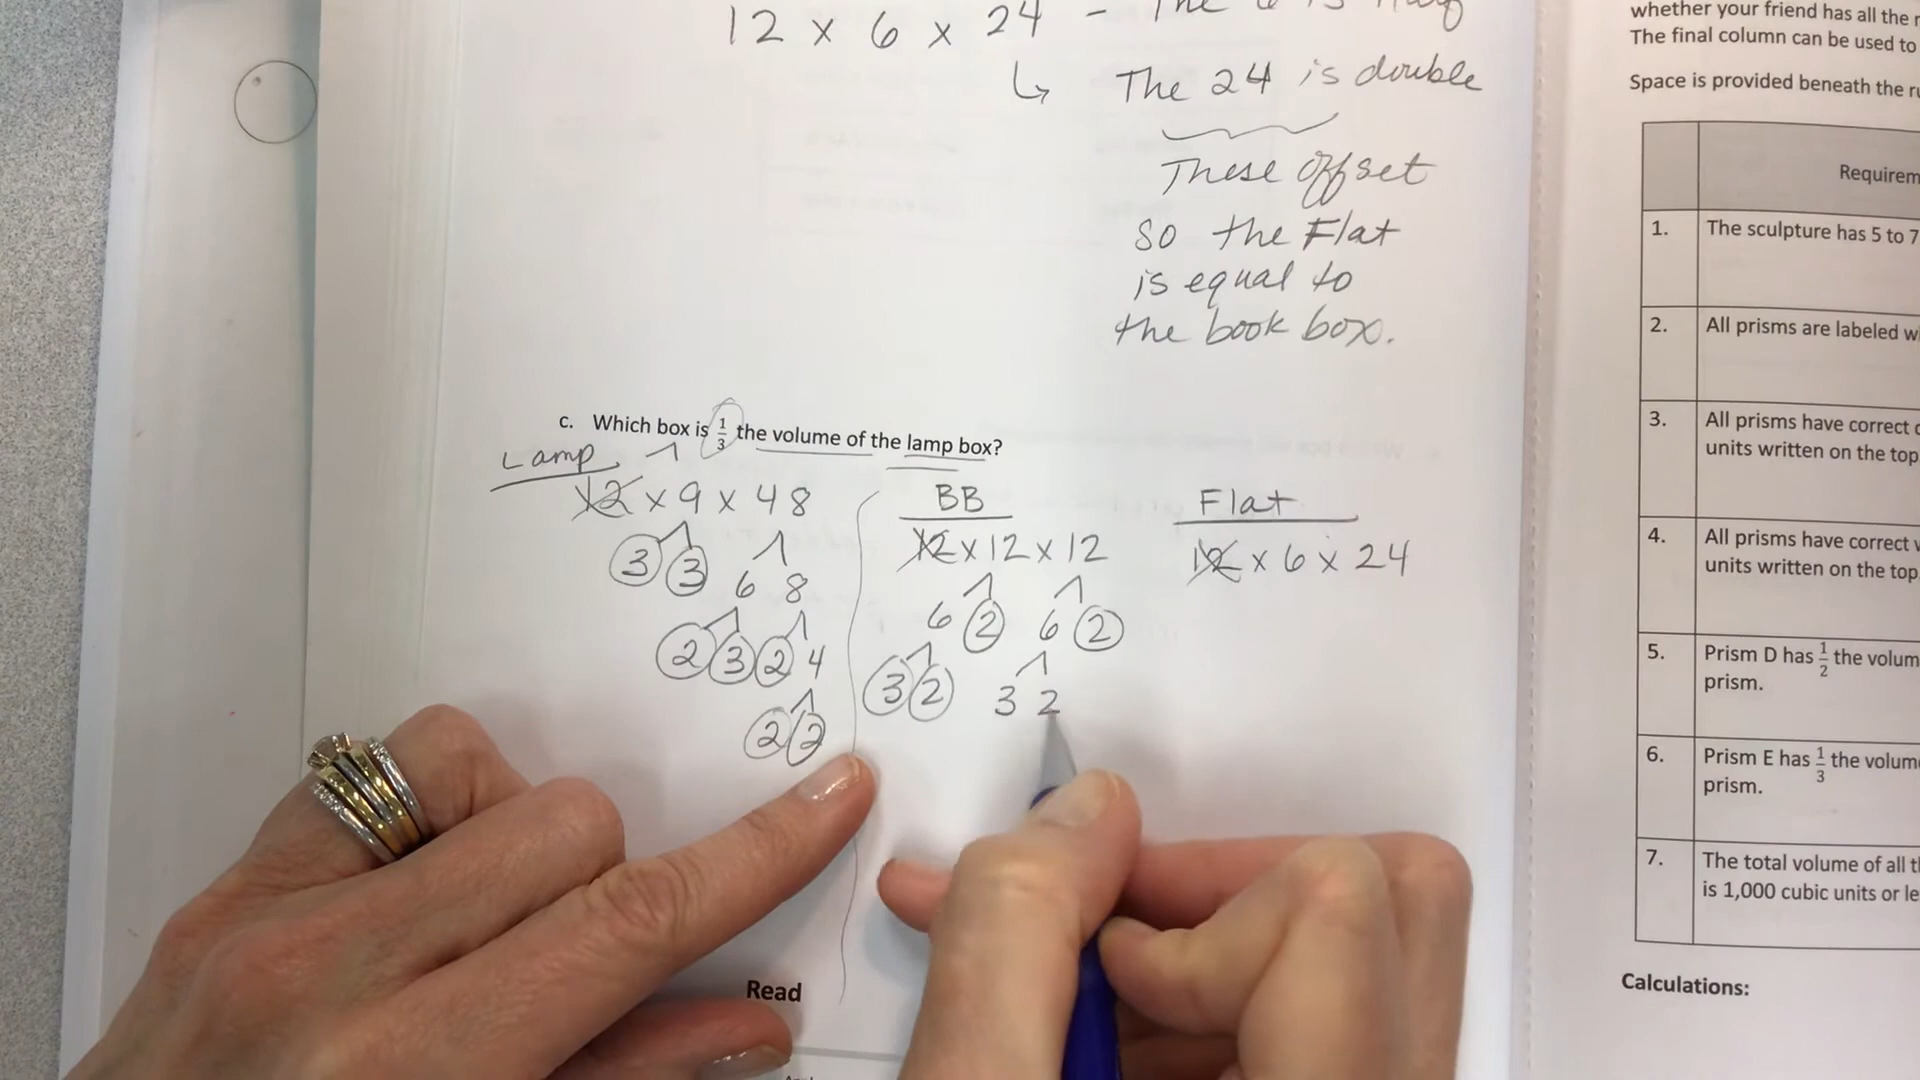 12 x 6 x 24 -
↳ The 24 is double
These offset
so the Flat
is equal to
the book box.
c. Which box is 1/3 the volume of the lamp box?
Lamp
12 x 9 x 48
3 3 6 8
2 3 2 4
2 2
BB
12 x 12 x 12
6 2 6 2
3 2 3 2
Flat
12 x 6 x 24
Read
whether your friend has all the
The final column can be used to
Space is provided beneath the
Requirem
1. The sculpture has 5 to 7
2. All prisms are labeled
3. All prisms have correct
units written on the top
4. All prisms have correct
units written on the top
5. Prism D has 1/2 the volum
prism.
6. Prism E has 1/3 the volum
prism.
7. The total volume of all
is 1,000 cubic units or le
Calculations: